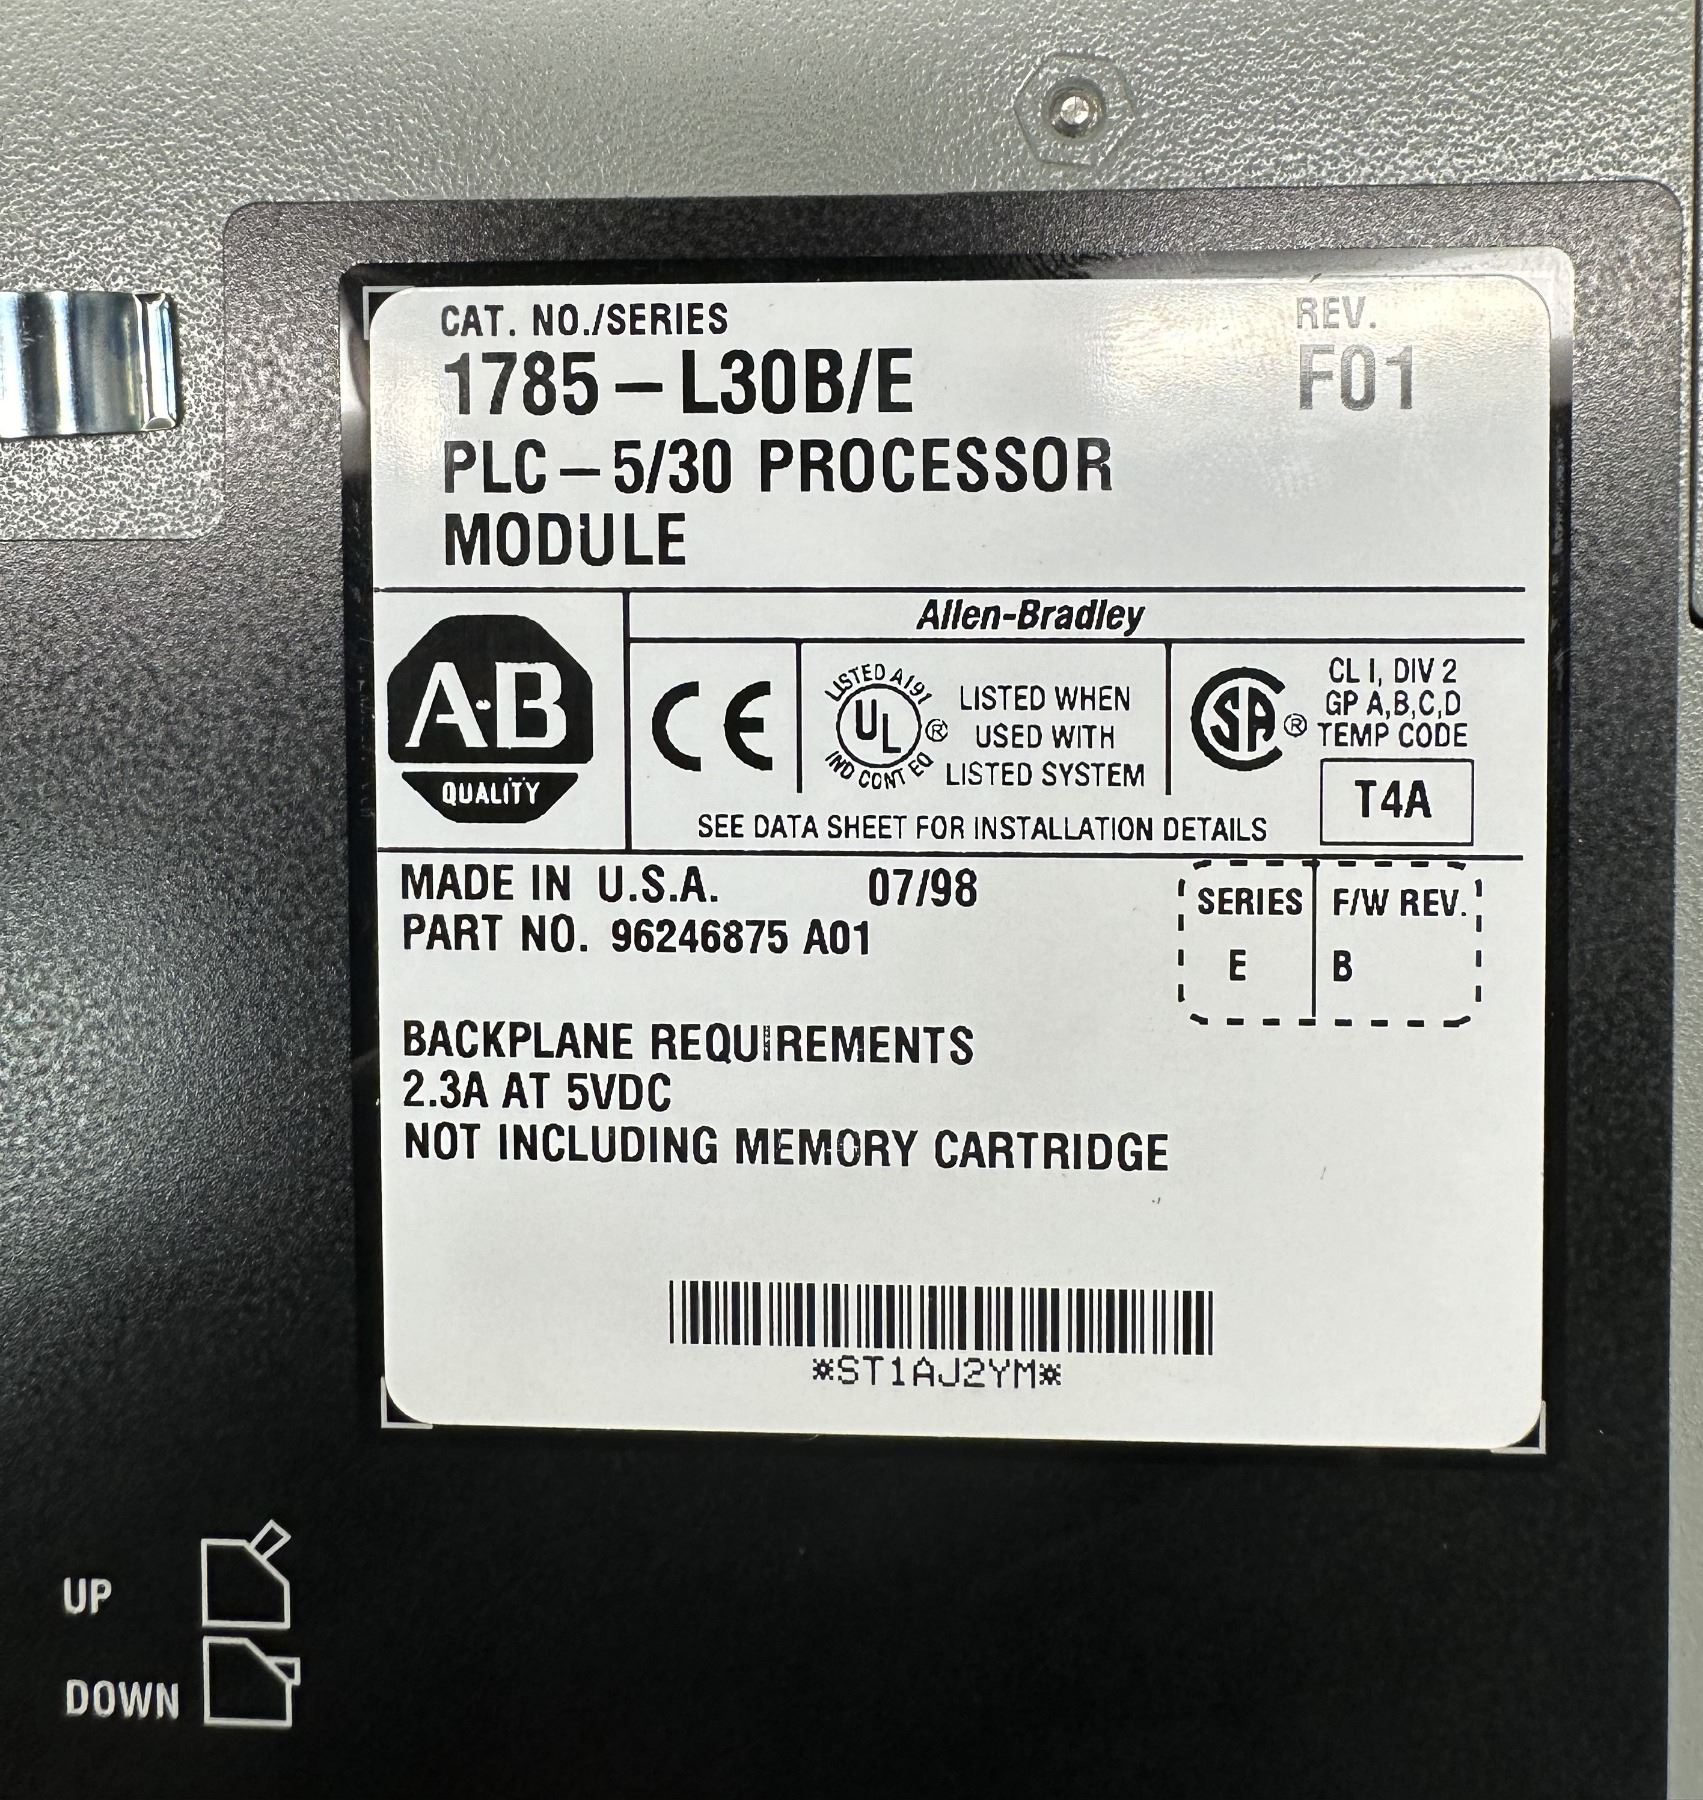 CAT. NO./SERIES
REV.
1785-L30B/E
F01
PLC-5/30 PROCESSOR
MODULE
Allen-Bradley
A-B
QUALITY
CE
LISTED A191
UL ®
IND CONT EQ
LISTED WHEN
USED WITH
LISTED SYSTEM
SA ®
CL I, DIV 2
GP A,B,C,D
TEMP CODE
T4A
SEE DATA SHEET FOR INSTALLATION DETAILS
MADE IN U.S.A. 07/98
PART NO. 96246875 A01
SERIES F/W REV.
E B
BACKPLANE REQUIREMENTS
2.3A AT 5VDC
NOT INCLUDING MEMORY CARTRIDGE
*ST1AJ2YM*
UP
DOWN